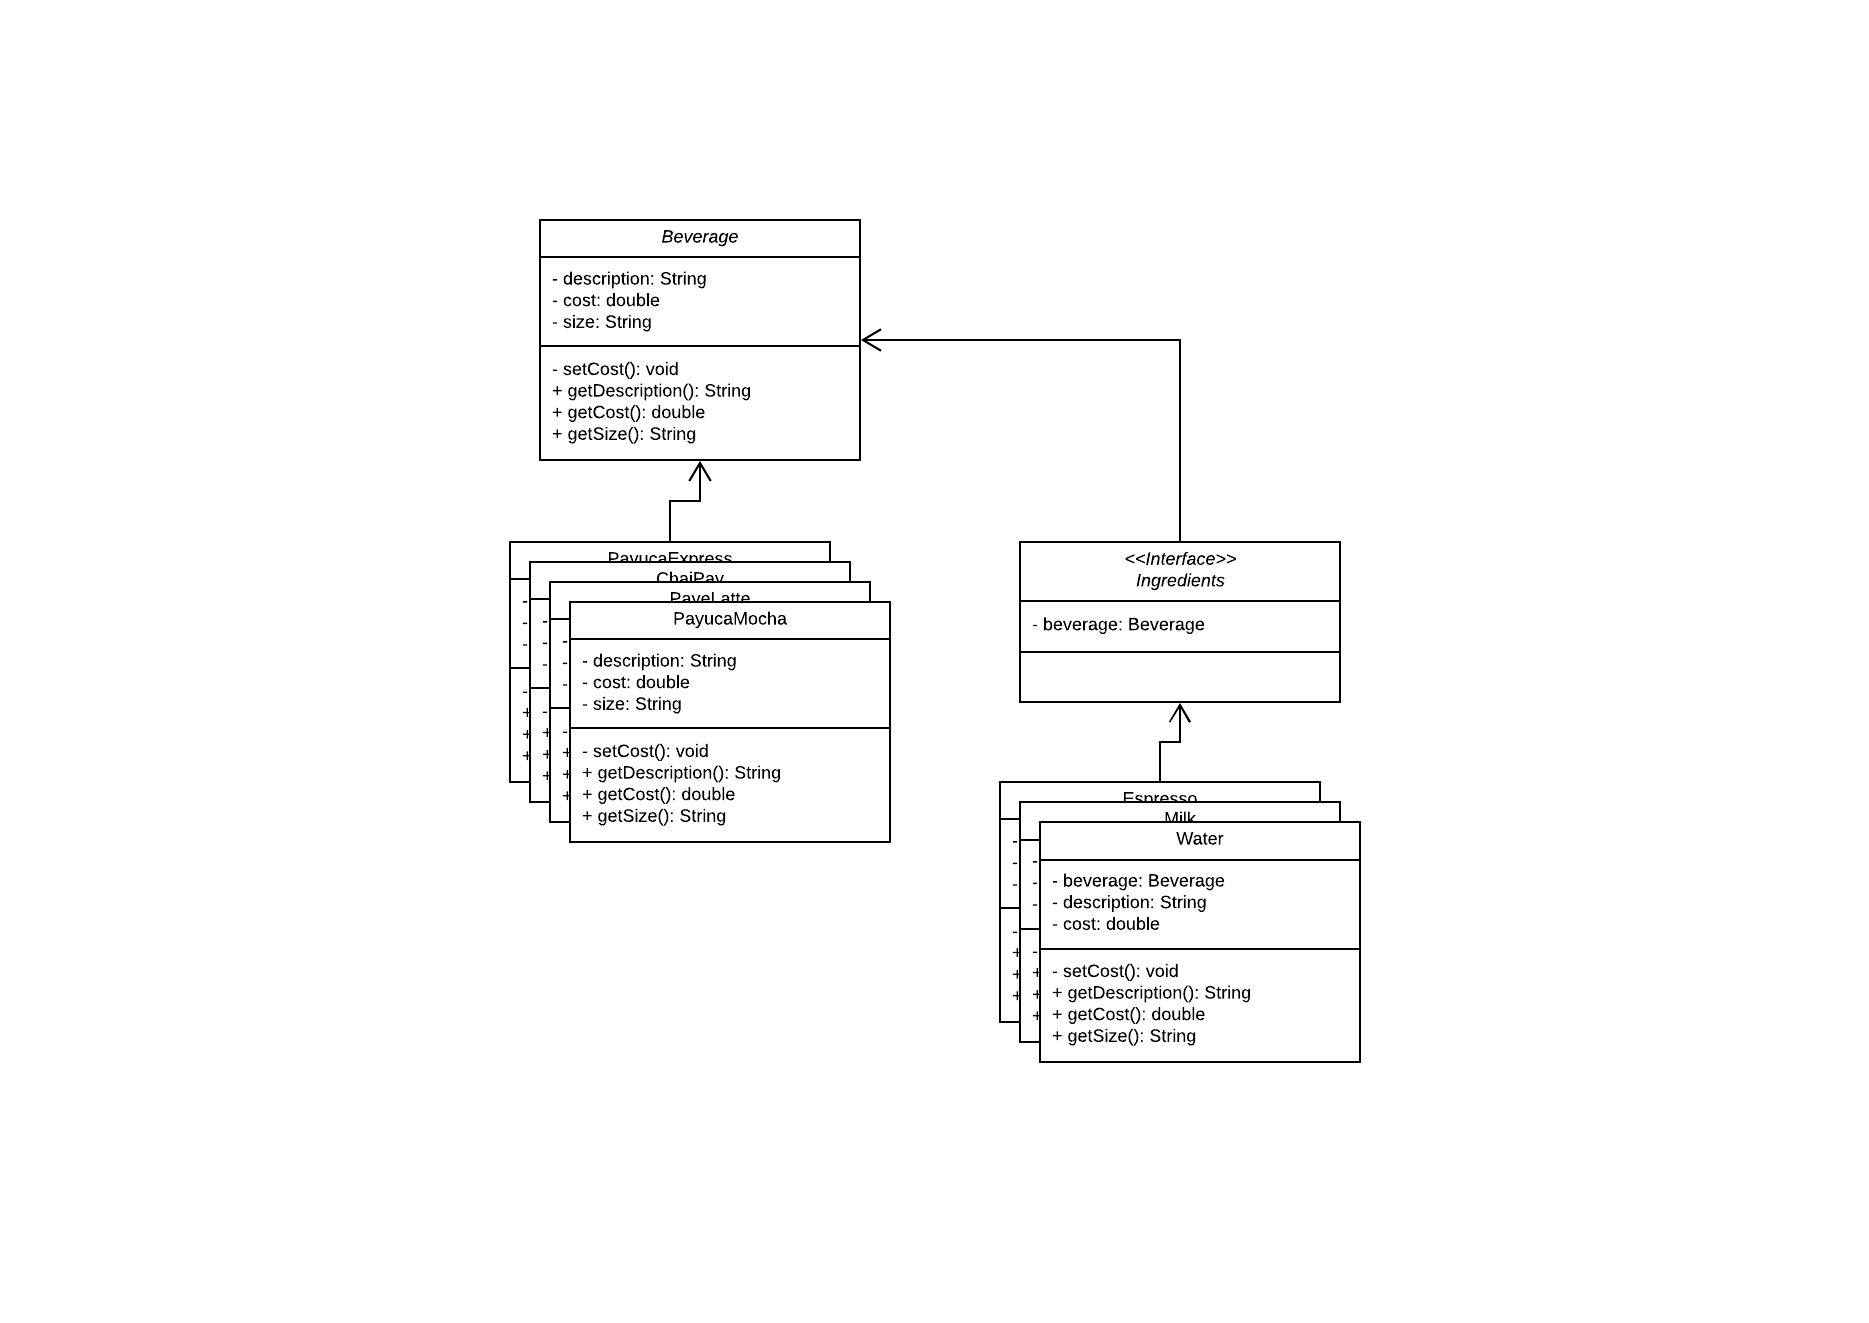 Beverage
- description: String
- cost: double
- size: String
- setCost(): void
+ getDescription(): String
+ getCost(): double
+ getSize(): String
PayucaExpress
ChaiPay
PayeLatte
PayucaMocha
- description: String
- cost: double
- size: String
- setCost(): void
+ getDescription(): String
+ getCost(): double
+ getSize(): String
<<Interface>>
Ingredients
- beverage: Beverage
Espresso
Milk
Water
- beverage: Beverage
- description: String
- cost: double
- setCost(): void
+ getDescription(): String
+ getCost(): double
+ getSize(): String